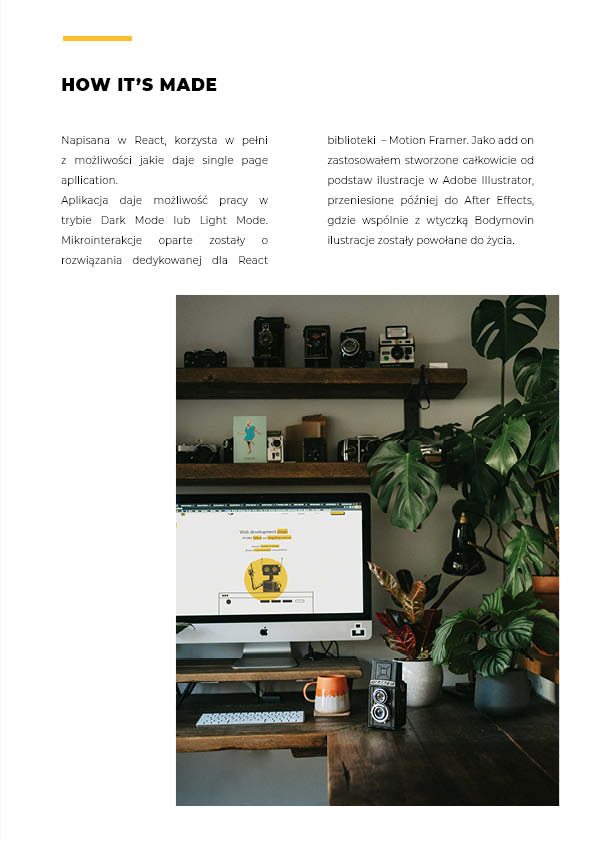 HOW IT'S MADE
Napisana w React, korzysta w pełni
z możliwości jakie daje single page
apllication.
Aplikacja daje możliwość pracy w
trybie Dark Mode lub Light Mode.
Mikrointerakcje oparte zostały o
rozwiązania dedykowanej dla React
biblioteki – Motion Framer. Jako add on
zastosowałem stworzone całkowicie od
podstaw ilustracje w Adobe Illustrator,
przeniesione później do After Effects,
gdzie wspólnie z wtyczką Bodymovin
ilustracje zostały powołane do życia.
Web development